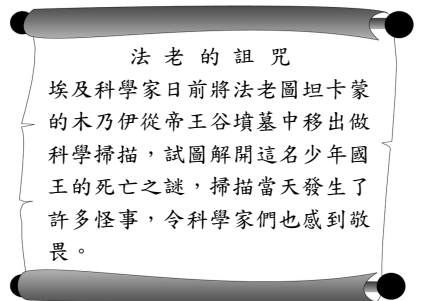 法老的詛咒
埃及科學家日前將法老圖坦卡蒙
的木乃伊從帝王谷墳墓中移出做
科學掃描，試圖解開這名少年國
王的死亡之謎，掃描當天發生了
許多怪事，令科學家們也感到敬
畏。